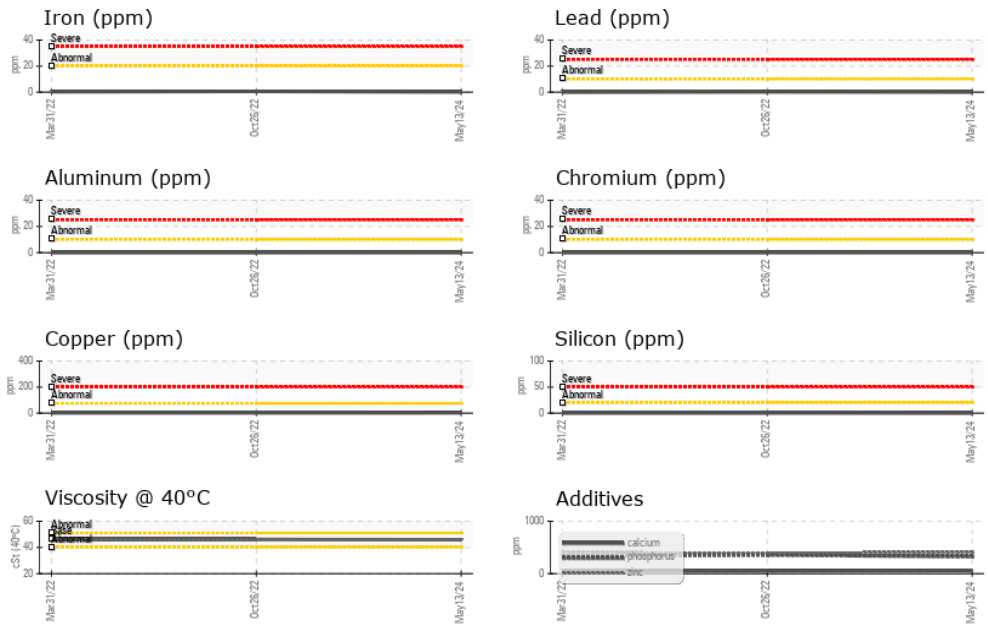 Iron (ppm)
Lead (ppm)
40
20
0
ppm
Severe
Abnormal
Mar31/22
Oct26/22
May13/24
40
20
0
ppm
Severe
Abnormal
Mar31/22
Oct26/22
May13/24
Aluminum (ppm)
Chromium (ppm)
40
20
0
ppm
Severe
Abnormal
Mar31/22
Oct26/22
May13/24
40
20
0
ppm
Severe
Abnormal
Mar31/22
Oct26/22
May13/24
Copper (ppm)
Silicon (ppm)
400
200
0
ppm
Severe
Abnormal
Mar31/22
Oct26/22
May13/24
100
50
0
ppm
Severe
Abnormal
Mar31/22
Oct26/22
May13/24
Viscosity @ 40°C
Additives
60
40
20
cSt (40°C)
Abnormal
Base
Abnormal
Mar31/22
Oct26/22
May13/24
1000
0
ppm
calcium
phosphorus
zinc
Mar31/22
Oct26/22
May13/24